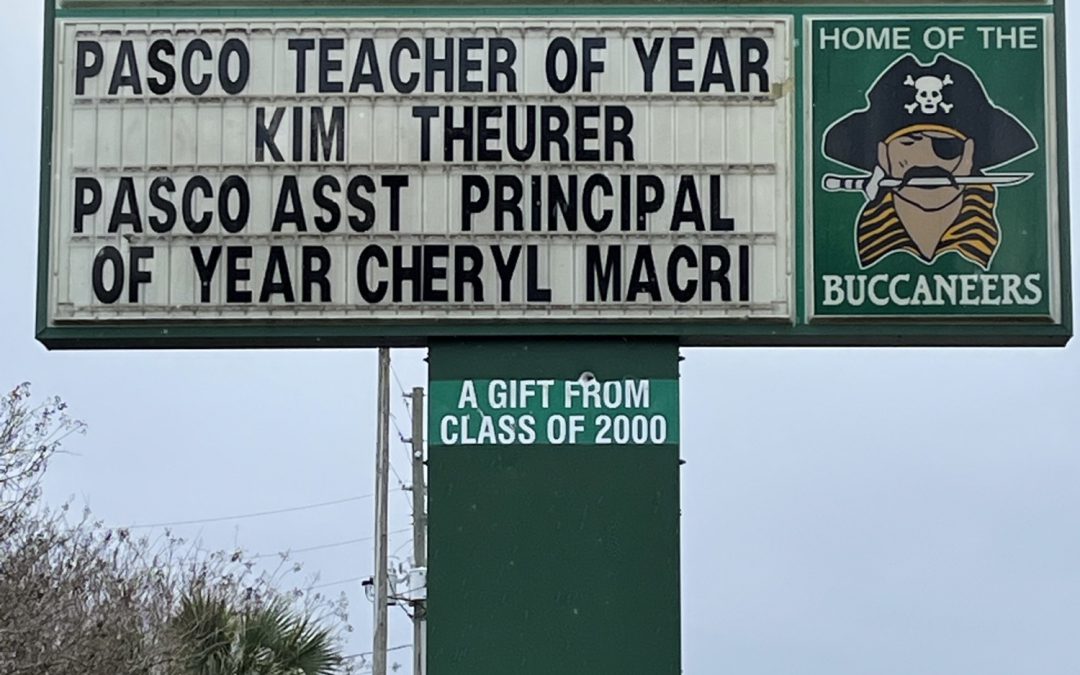 PASCO TEACHER OF YEAR
KIM THEURER
PASCO ASST PRINCIPAL
OF YEAR CHERYL MACRI
HOME OF THE
BUCCANEERS
A GIFT FROM
CLASS OF 2000